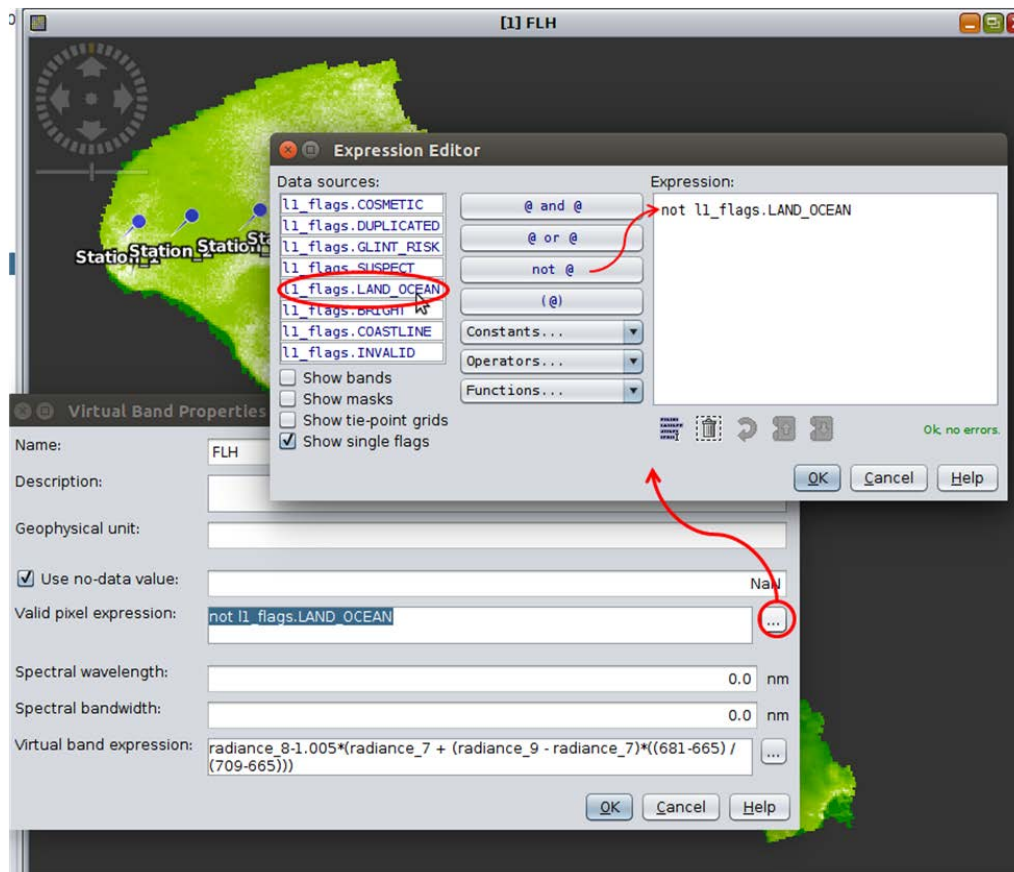 [1] FLH
Station_1
Station_2
Expression Editor
Data sources:
l1_flags.COSMETIC
l1_flags.DUPLICATED
l1_flags.GLINT_RISK
l1_flags.SUSPECT
l1_flags.LAND_OCEAN
l1_flags.BRIGHT
l1_flags.COASTLINE
l1_flags.INVALID
Show bands
Show masks
Show tie-point grids
Show single flags
@ and @
@ or @
not @
(@)
Constants...
Operators...
Functions...
Expression:
not l1_flags.LAND_OCEAN
Ok, no errors.
OK
Cancel
Help
Virtual Band Properties
Name:
FLH
Description:
Geophysical unit:
Use no-data value:
NaN
Valid pixel expression:
not l1_flags.LAND_OCEAN
...
Spectral wavelength:
0.0 nm
Spectral bandwidth:
0.0 nm
Virtual band expression:
radiance_8-1.005*(radiance_7 + (radiance_9 - radiance_7)*((681-665) /
(709-665)))
...
OK
Cancel
Help